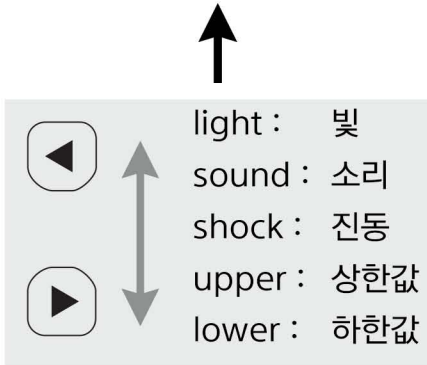 light : 빛
sound : 소리
shock : 진동
upper : 상한값
lower : 하한값